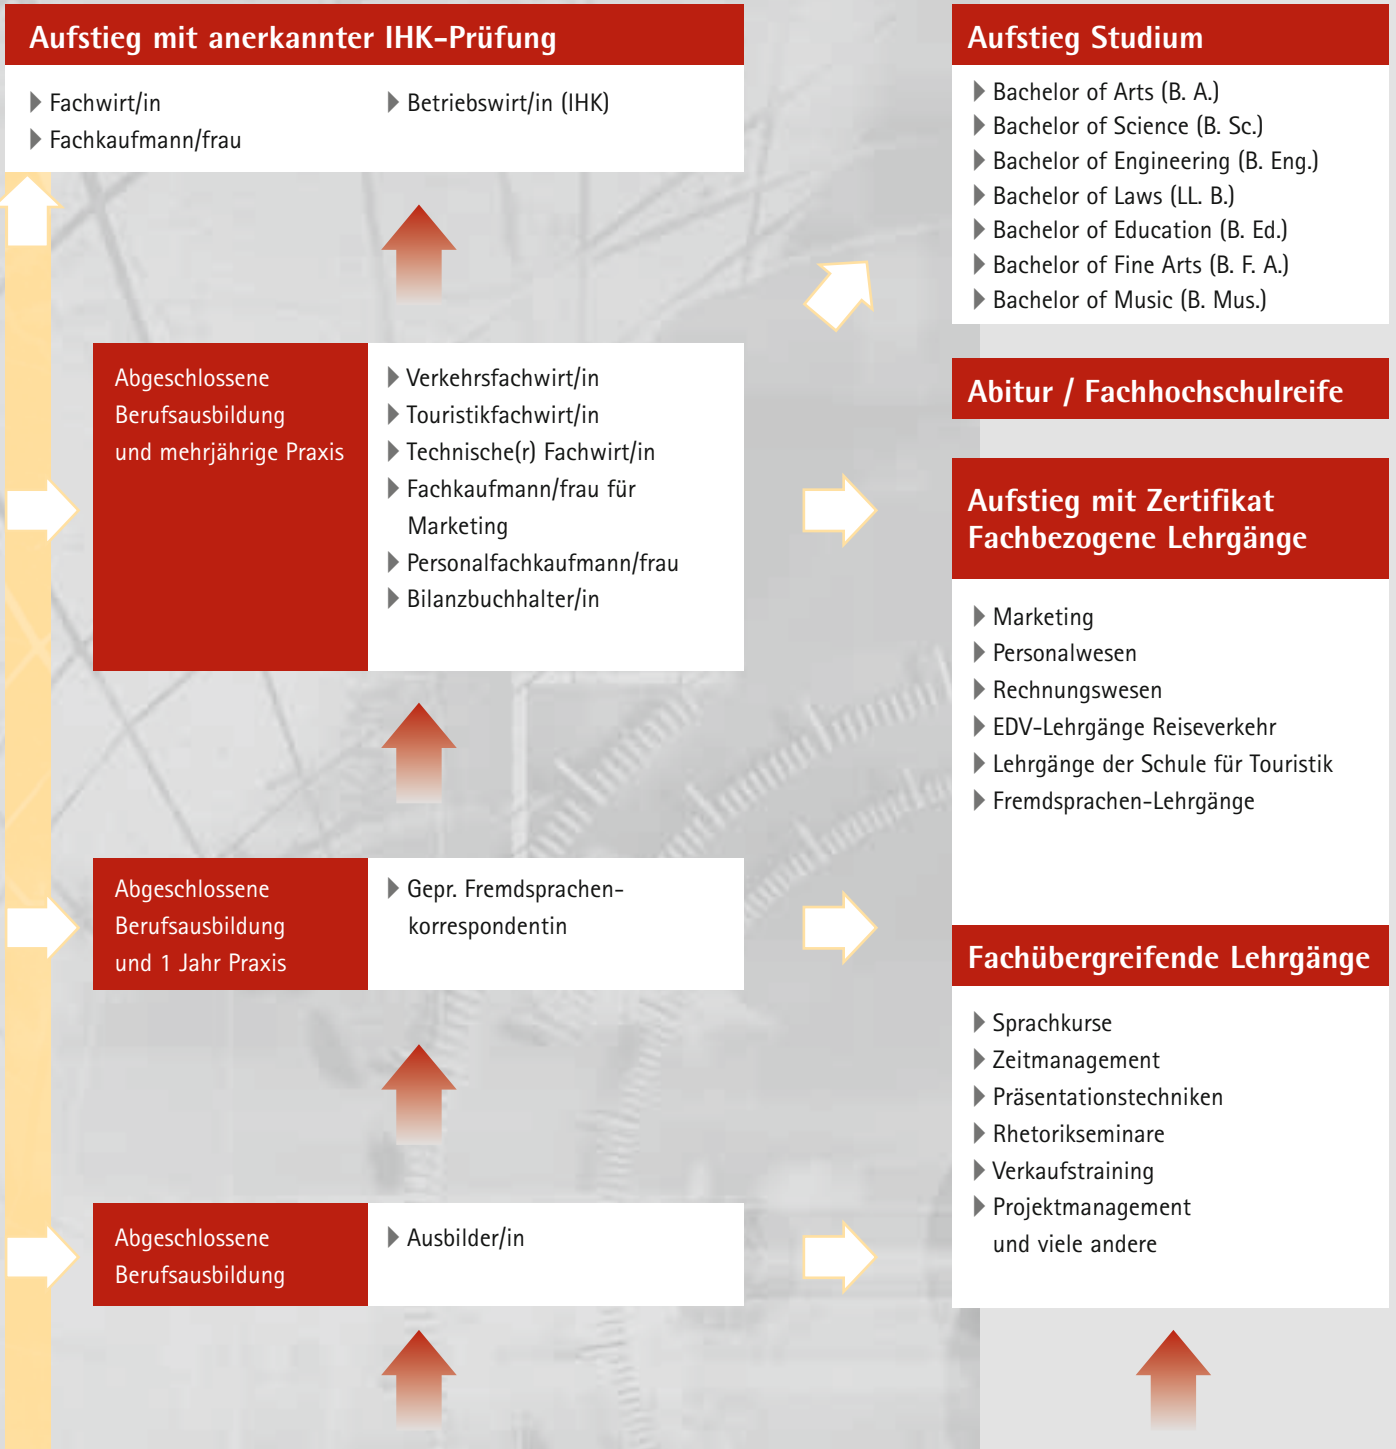 Aufstieg mit anerkannter IHK-Prüfung
Fachwirt/in
Fachkaufmann/frau
Betriebswirt/in (IHK)
Abgeschlossene
Berufsausbildung
und mehrjährige Praxis
Verkehrsfachwirt/in
Touristikfachwirt/in
Technische(r) Fachwirt/in
Fachkaufmann/frau für
Marketing
Personalfachkaufmann/frau
Bilanzbuchhalter/in
Abgeschlossene
Berufsausbildung
und 1 Jahr Praxis
Gepr. Fremdsprachen-
korrespondentin
Abgeschlossene
Berufsausbildung
Ausbilder/in
Aufstieg Studium
Bachelor of Arts (B. A.)
Bachelor of Science (B. Sc.)
Bachelor of Engineering (B. Eng.)
Bachelor of Laws (LL. B.)
Bachelor of Education (B. Ed.)
Bachelor of Fine Arts (B. F. A.)
Bachelor of Music (B. Mus.)
Abitur / Fachhochschulreife
Aufstieg mit Zertifikat
Fachbezogene Lehrgänge
Marketing
Personalwesen
Rechnungswesen
EDV-Lehrgänge Reiseverkehr
Lehrgänge der Schule für Touristik
Fremdsprachen-Lehrgänge
Fachübergreifende Lehrgänge
Sprachkurse
Zeitmanagement
Präsentationstechniken
Rhetorikseminare
Verkaufstraining
Projektmanagement
und viele andere